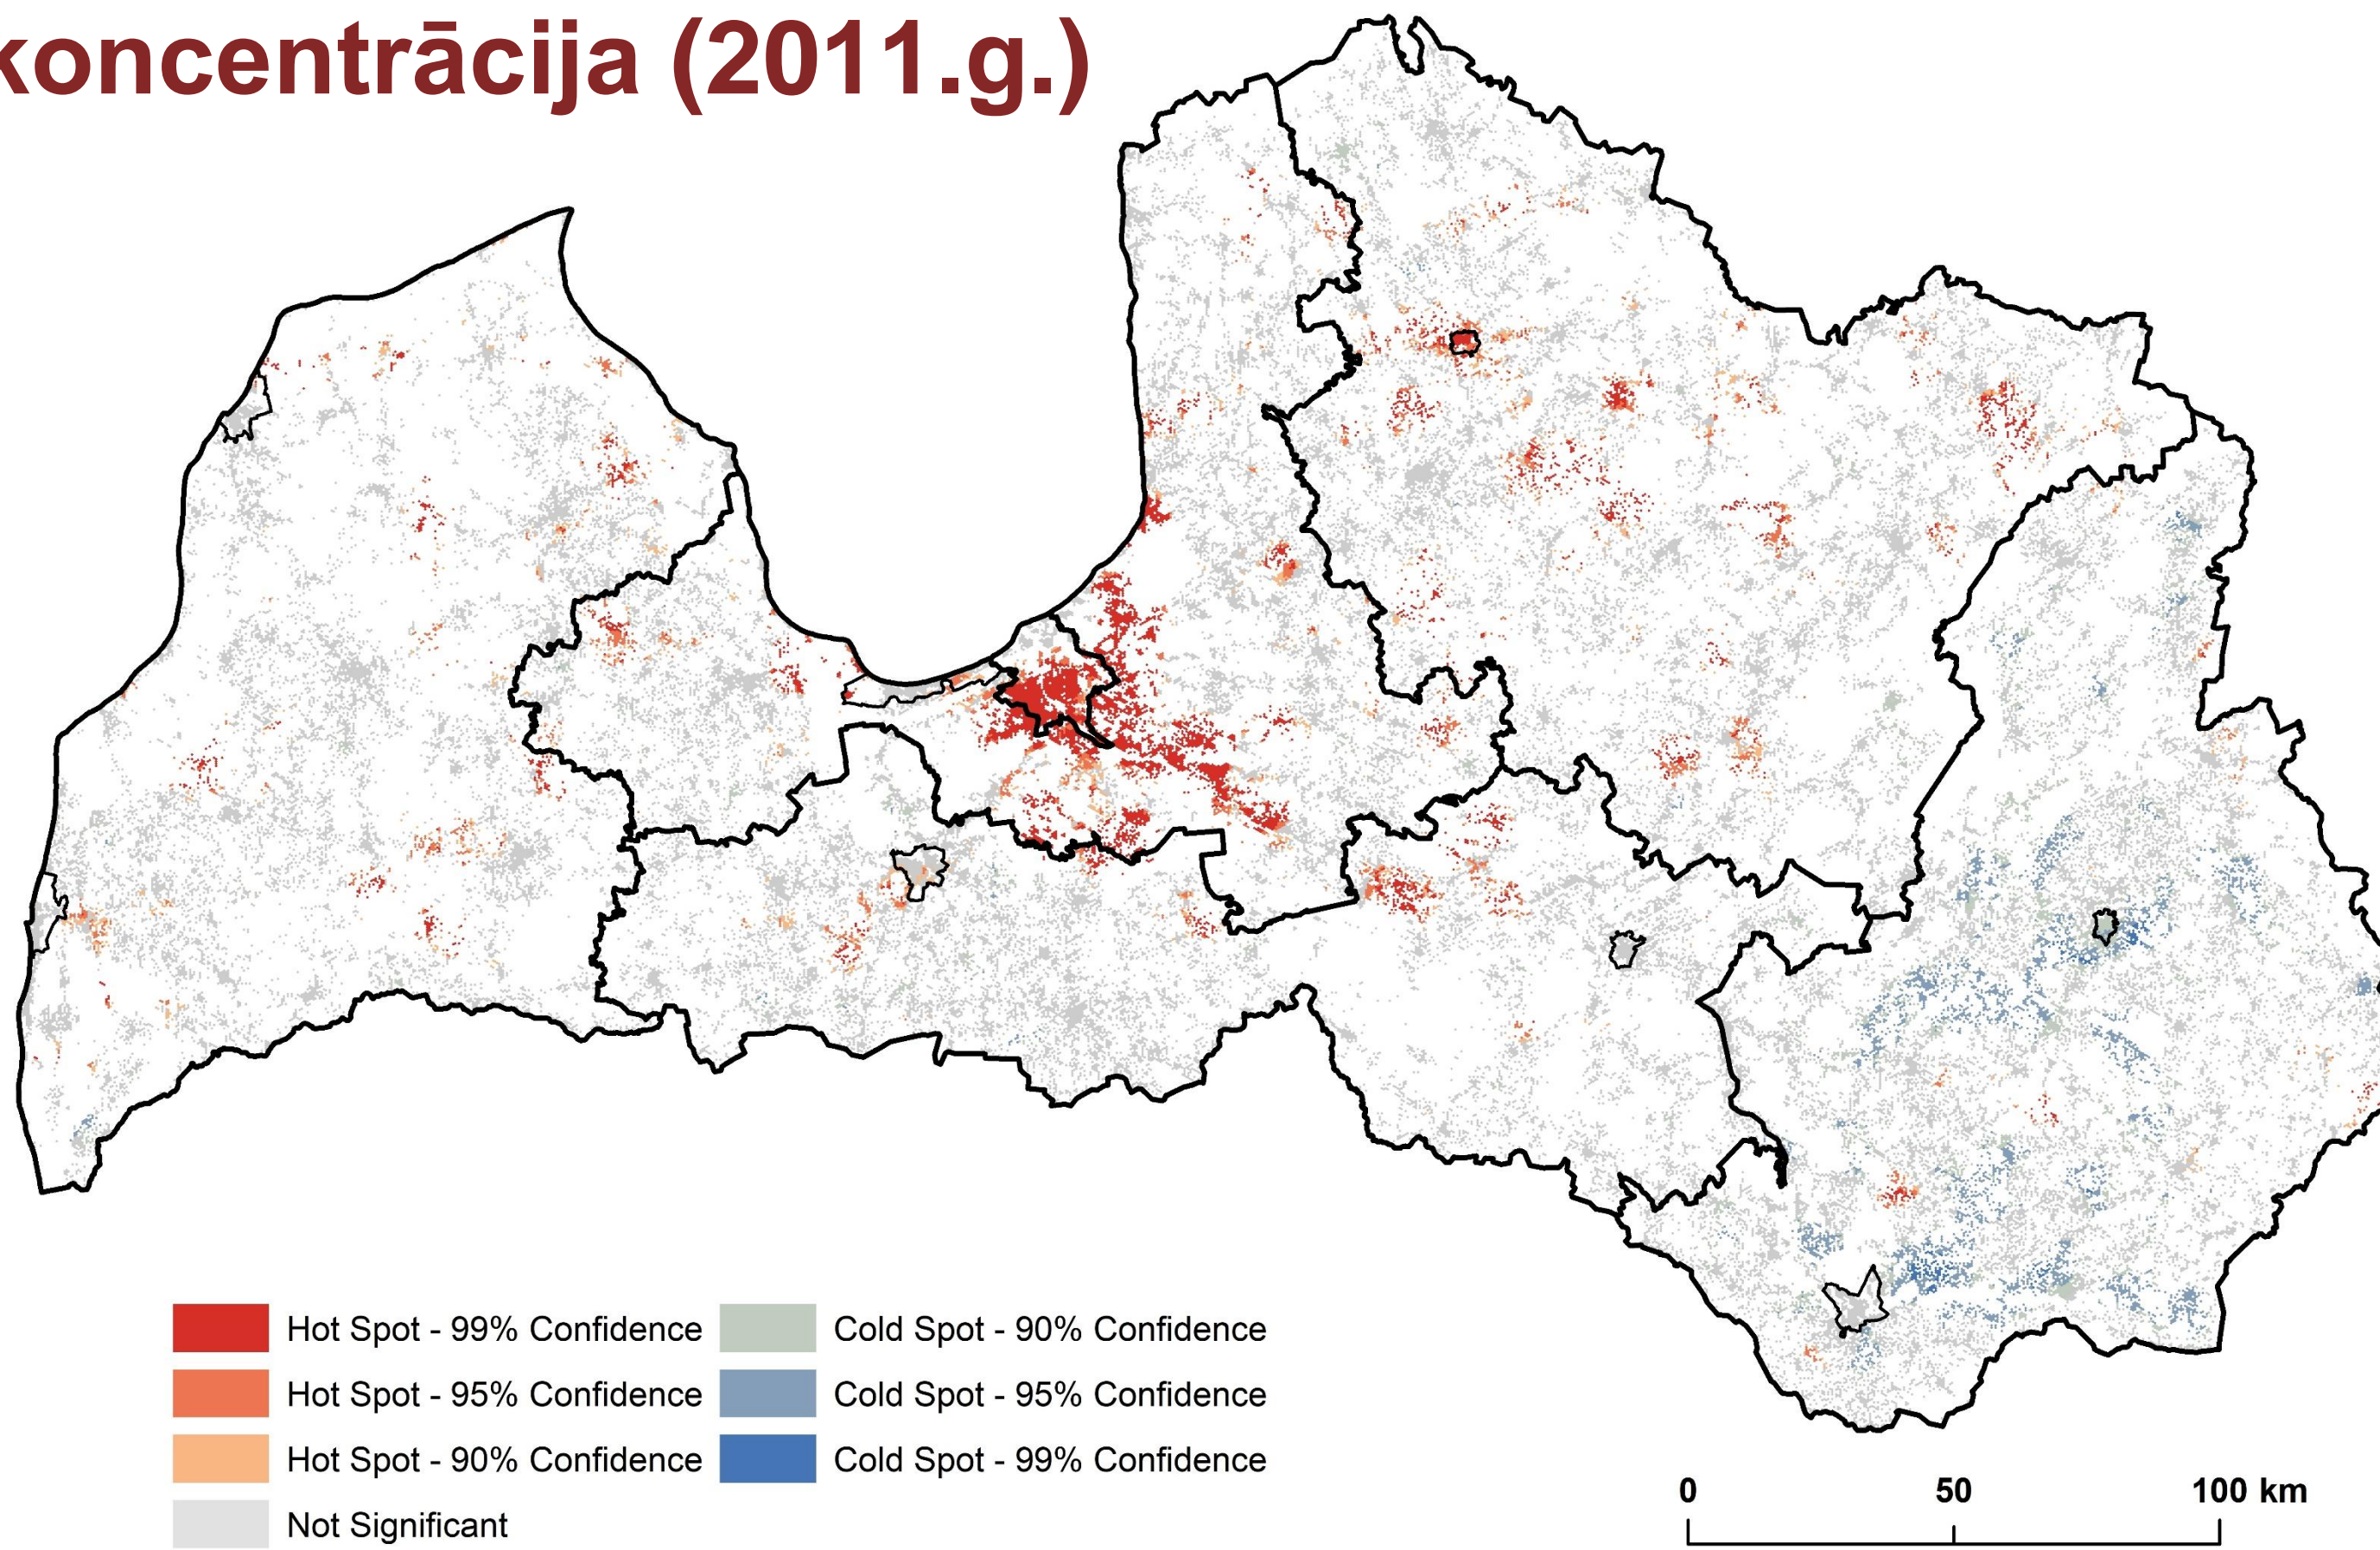 koncentrācija (2011.g.)
Hot Spot - 99% Confidence
Hot Spot - 95% Confidence
Hot Spot - 90% Confidence
Not Significant
Cold Spot - 90% Confidence
Cold Spot - 95% Confidence
Cold Spot - 99% Confidence
0 50 100 km